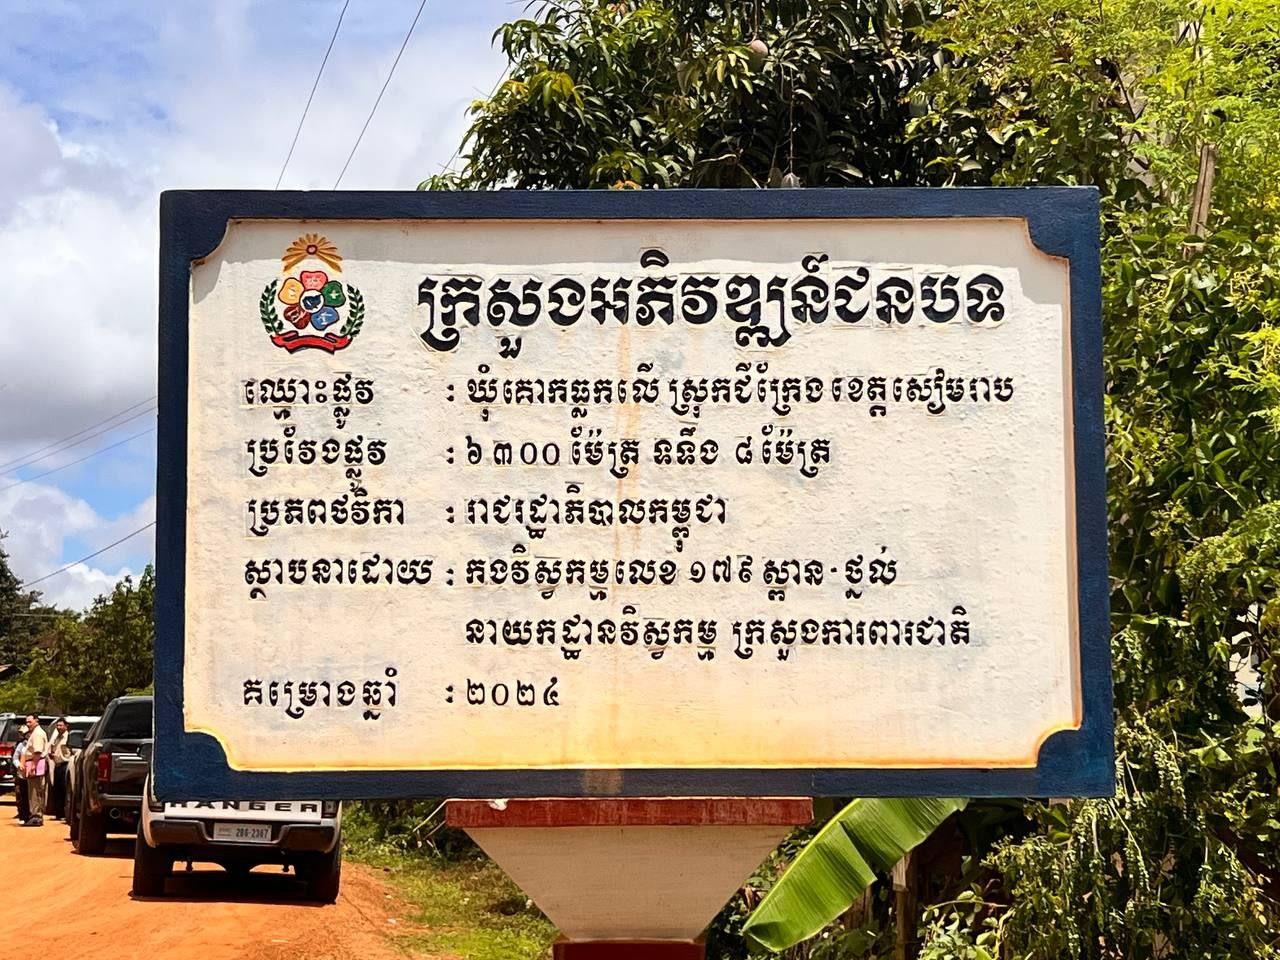 ក្រសួងអភិវឌ្ឍន៍ជនបទ
ឈ្មោះផ្លូវ : ឃុំគោកធ្លកលើ ស្រុកជីក្រែង ខេត្តសៀមរាប
ប្រវែងផ្លូវ : ៦៣០០ ម៉ែត្រ ទទឹង ៨ ម៉ែត្រ
ប្រភពថវិកា : រាជរដ្ឋាភិបាលកម្ពុជា
ស្ថាបនាដោយ : កងវិស្វកម្មលេខ ១៧៩ ស្ពាន-ថ្នល់
នាយកដ្ឋានវិស្វកម្ម ក្រសួងការពារជាតិ
គម្រោងឆ្នាំ : ២០២៤
RANGER
2BG-2367